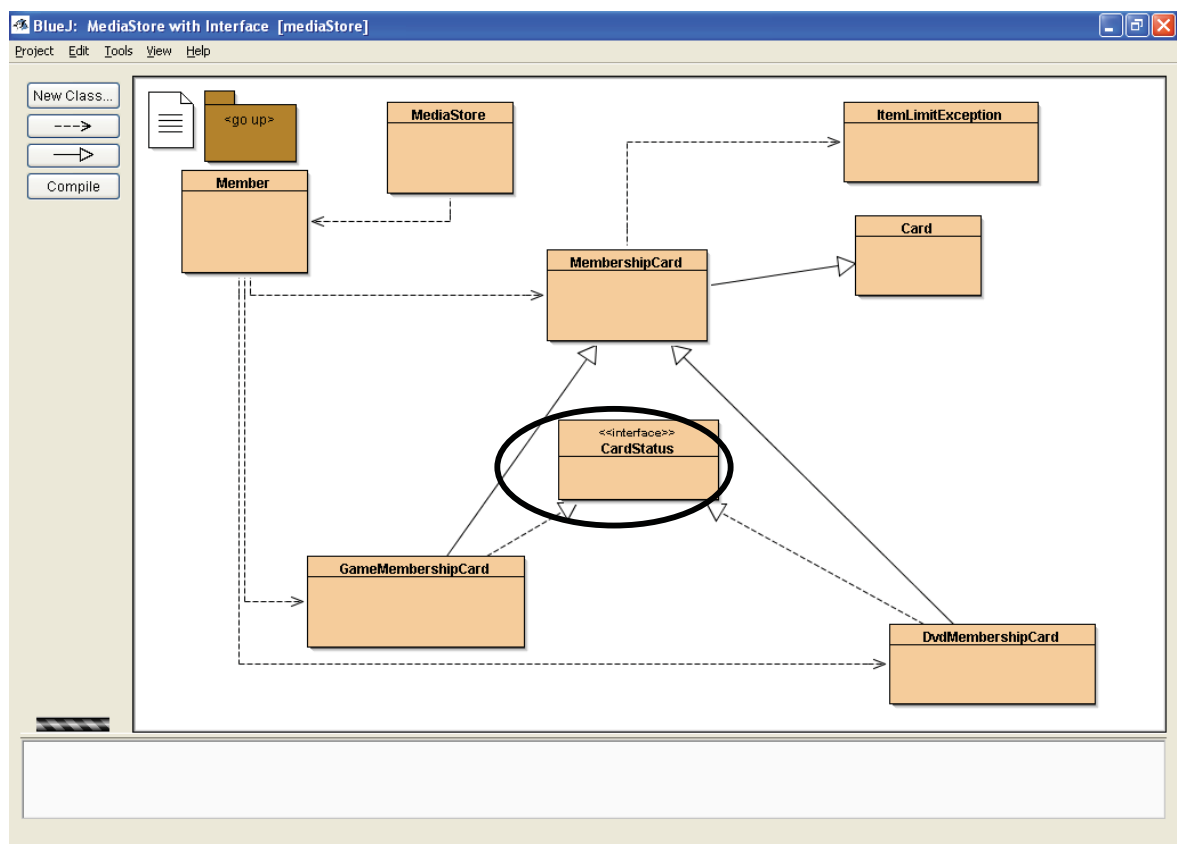 BlueJ: MediaStore with Interface [mediaStore]
Project Edit Tools View Help
New Class...
Compile
<go up>
MediaStore
ItemLimitException
Member
Card
MembershipCard
<<interface>>
CardStatus
GameMembershipCard
DvdMembershipCard